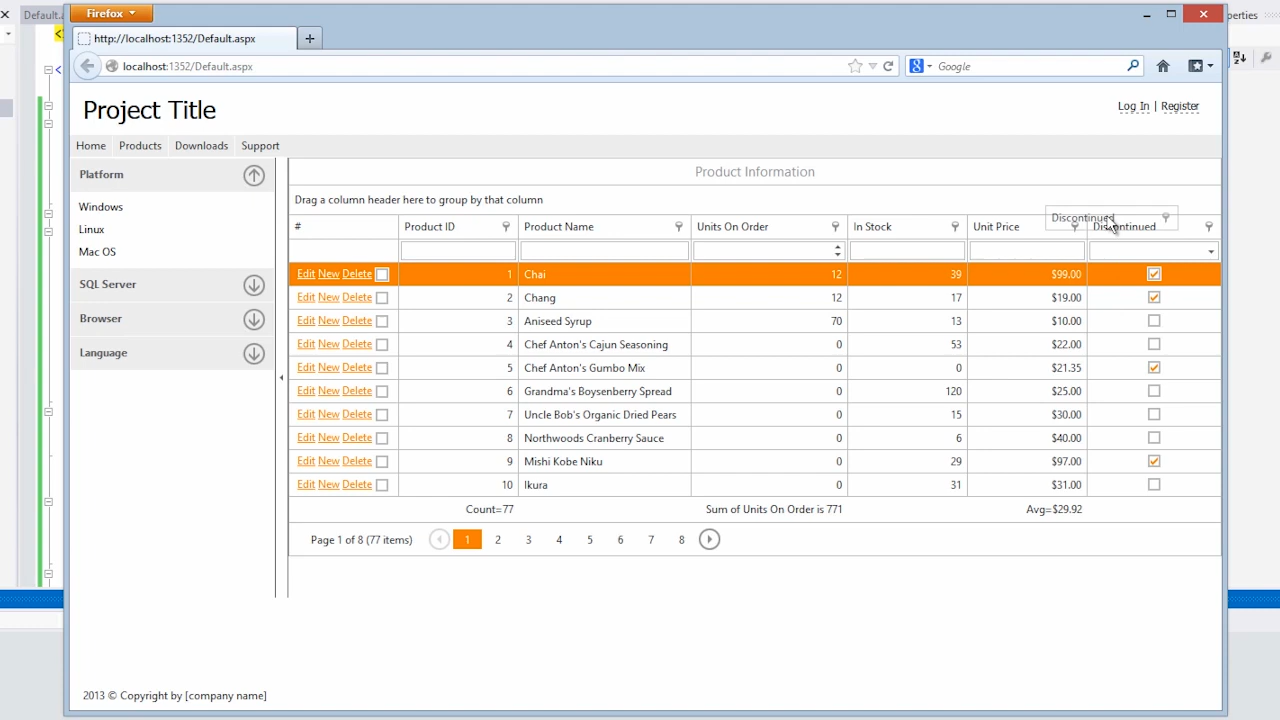 Default.a
Firefox
perties
http://localhost:1352/Default.aspx
localhost:1352/Default.aspx
Google
Project Title
Log In | Register
Home Products Downloads Support
Platform
Windows
Linux
Mac OS
SQL Server
Browser
Language
Product Information
Drag a column header here to group by that column
Discontinued
# Product ID Product Name Units On Order In Stock Unit Price Discontinued
Edit New Delete 1 Chai 12 39 $99.00
Edit New Delete 2 Chang 12 17 $19.00
Edit New Delete 3 Aniseed Syrup 70 13 $10.00
Edit New Delete 4 Chef Anton's Cajun Seasoning 0 53 $22.00
Edit New Delete 5 Chef Anton's Gumbo Mix 0 0 $21.35
Edit New Delete 6 Grandma's Boysenberry Spread 0 120 $25.00
Edit New Delete 7 Uncle Bob's Organic Dried Pears 0 15 $30.00
Edit New Delete 8 Northwoods Cranberry Sauce 0 6 $40.00
Edit New Delete 9 Mishi Kobe Niku 0 29 $97.00
Edit New Delete 10 Ikura 0 31 $31.00
Count=77 Sum of Units On Order is 771 Avg=$29.92
Page 1 of 8 (77 items) 1 2 3 4 5 6 7 8
2013 © Copyright by [company name]